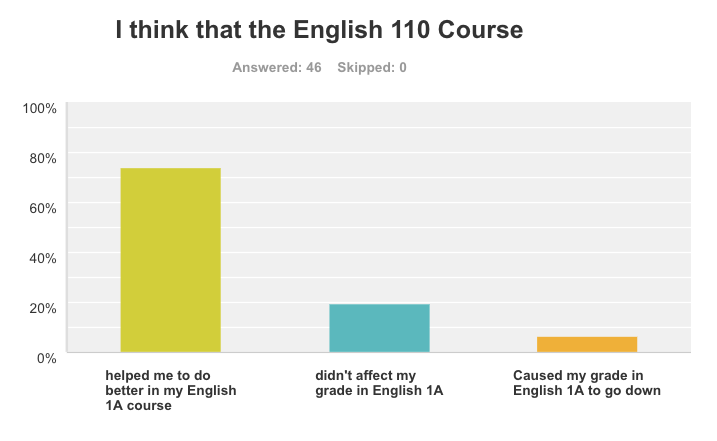 I think that the English 110 Course
Answered: 46 Skipped: 0
100%
80%
60%
40%
20%
0%
helped me to do
better in my English
1A course
didn't affect my
grade in English 1A
Caused my grade in
English 1A to go down